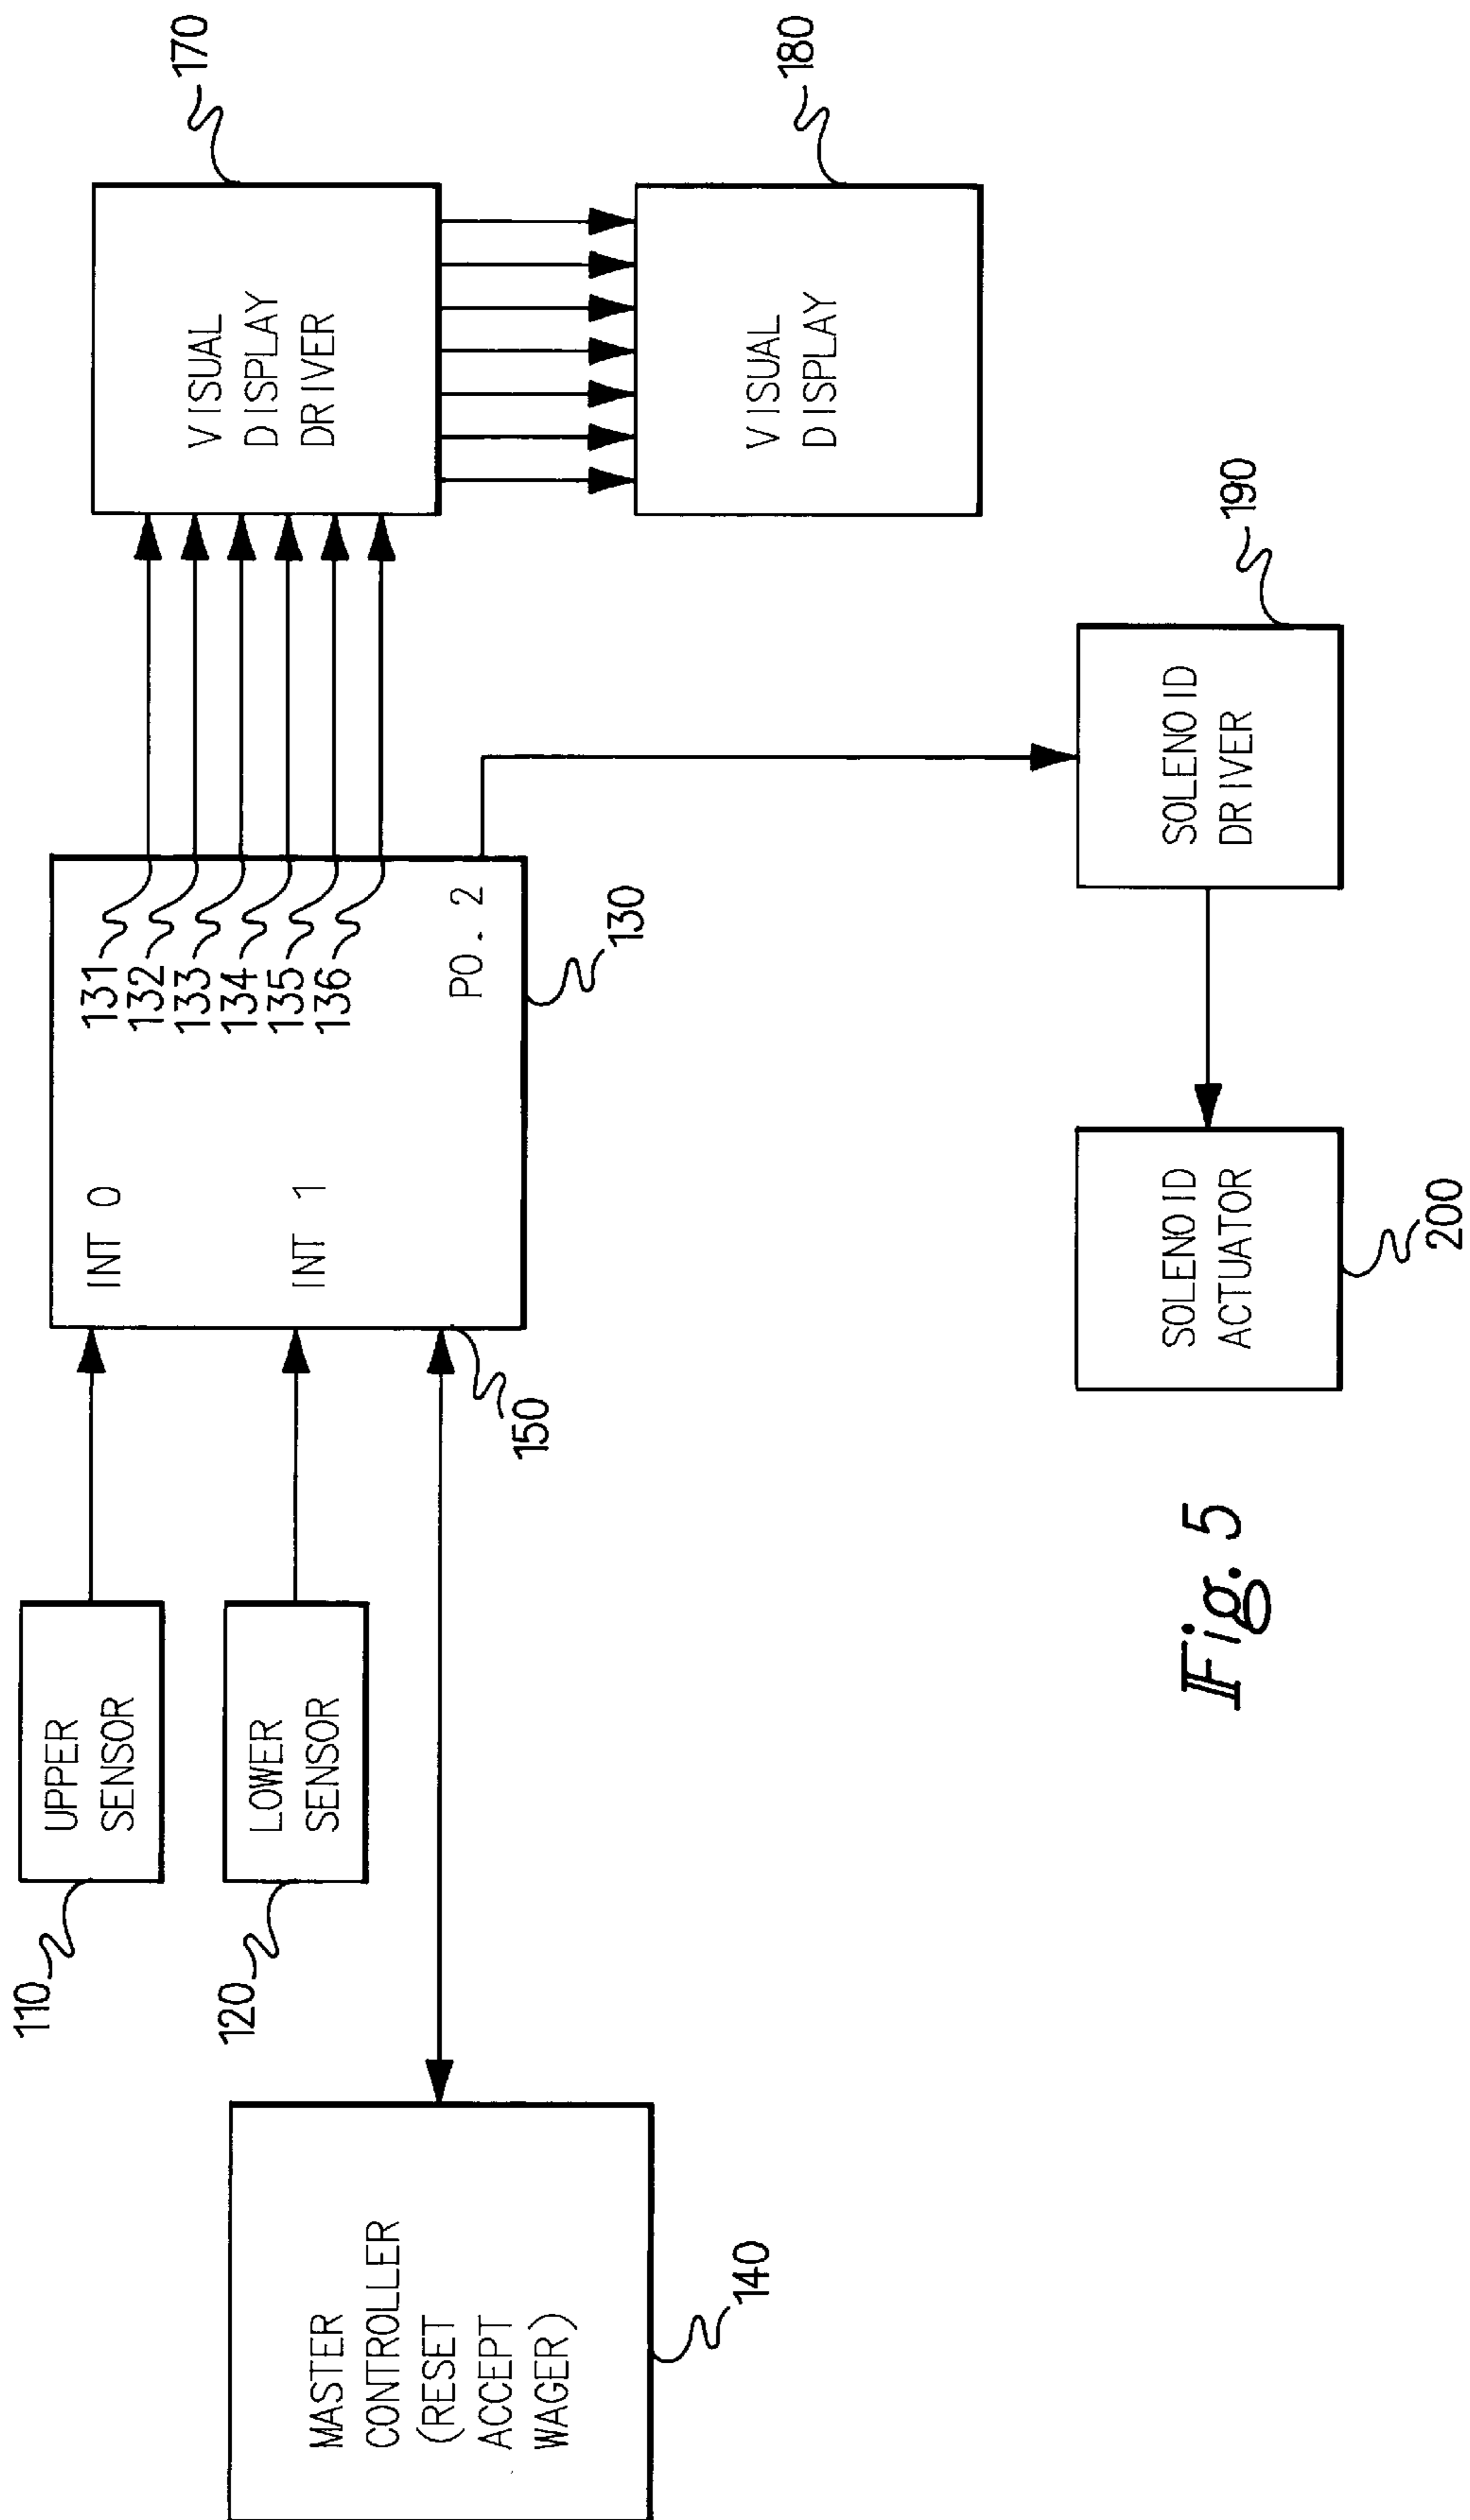 110
UPPER
SENSOR
120
LOWER
SENSOR
MASTER
CONTROLLER
(RESET
ACCEPT
WAGER)
140
INT 0
INT 1
150
131
132
133
134
135
136
PO. 2
130
VISUAL
DISPLAY
DRIVER
170
VISUAL
DISPLAY
180
SOLENOID
DRIVER
190
SOLENOID
ACTUATOR
200
Fig. 5